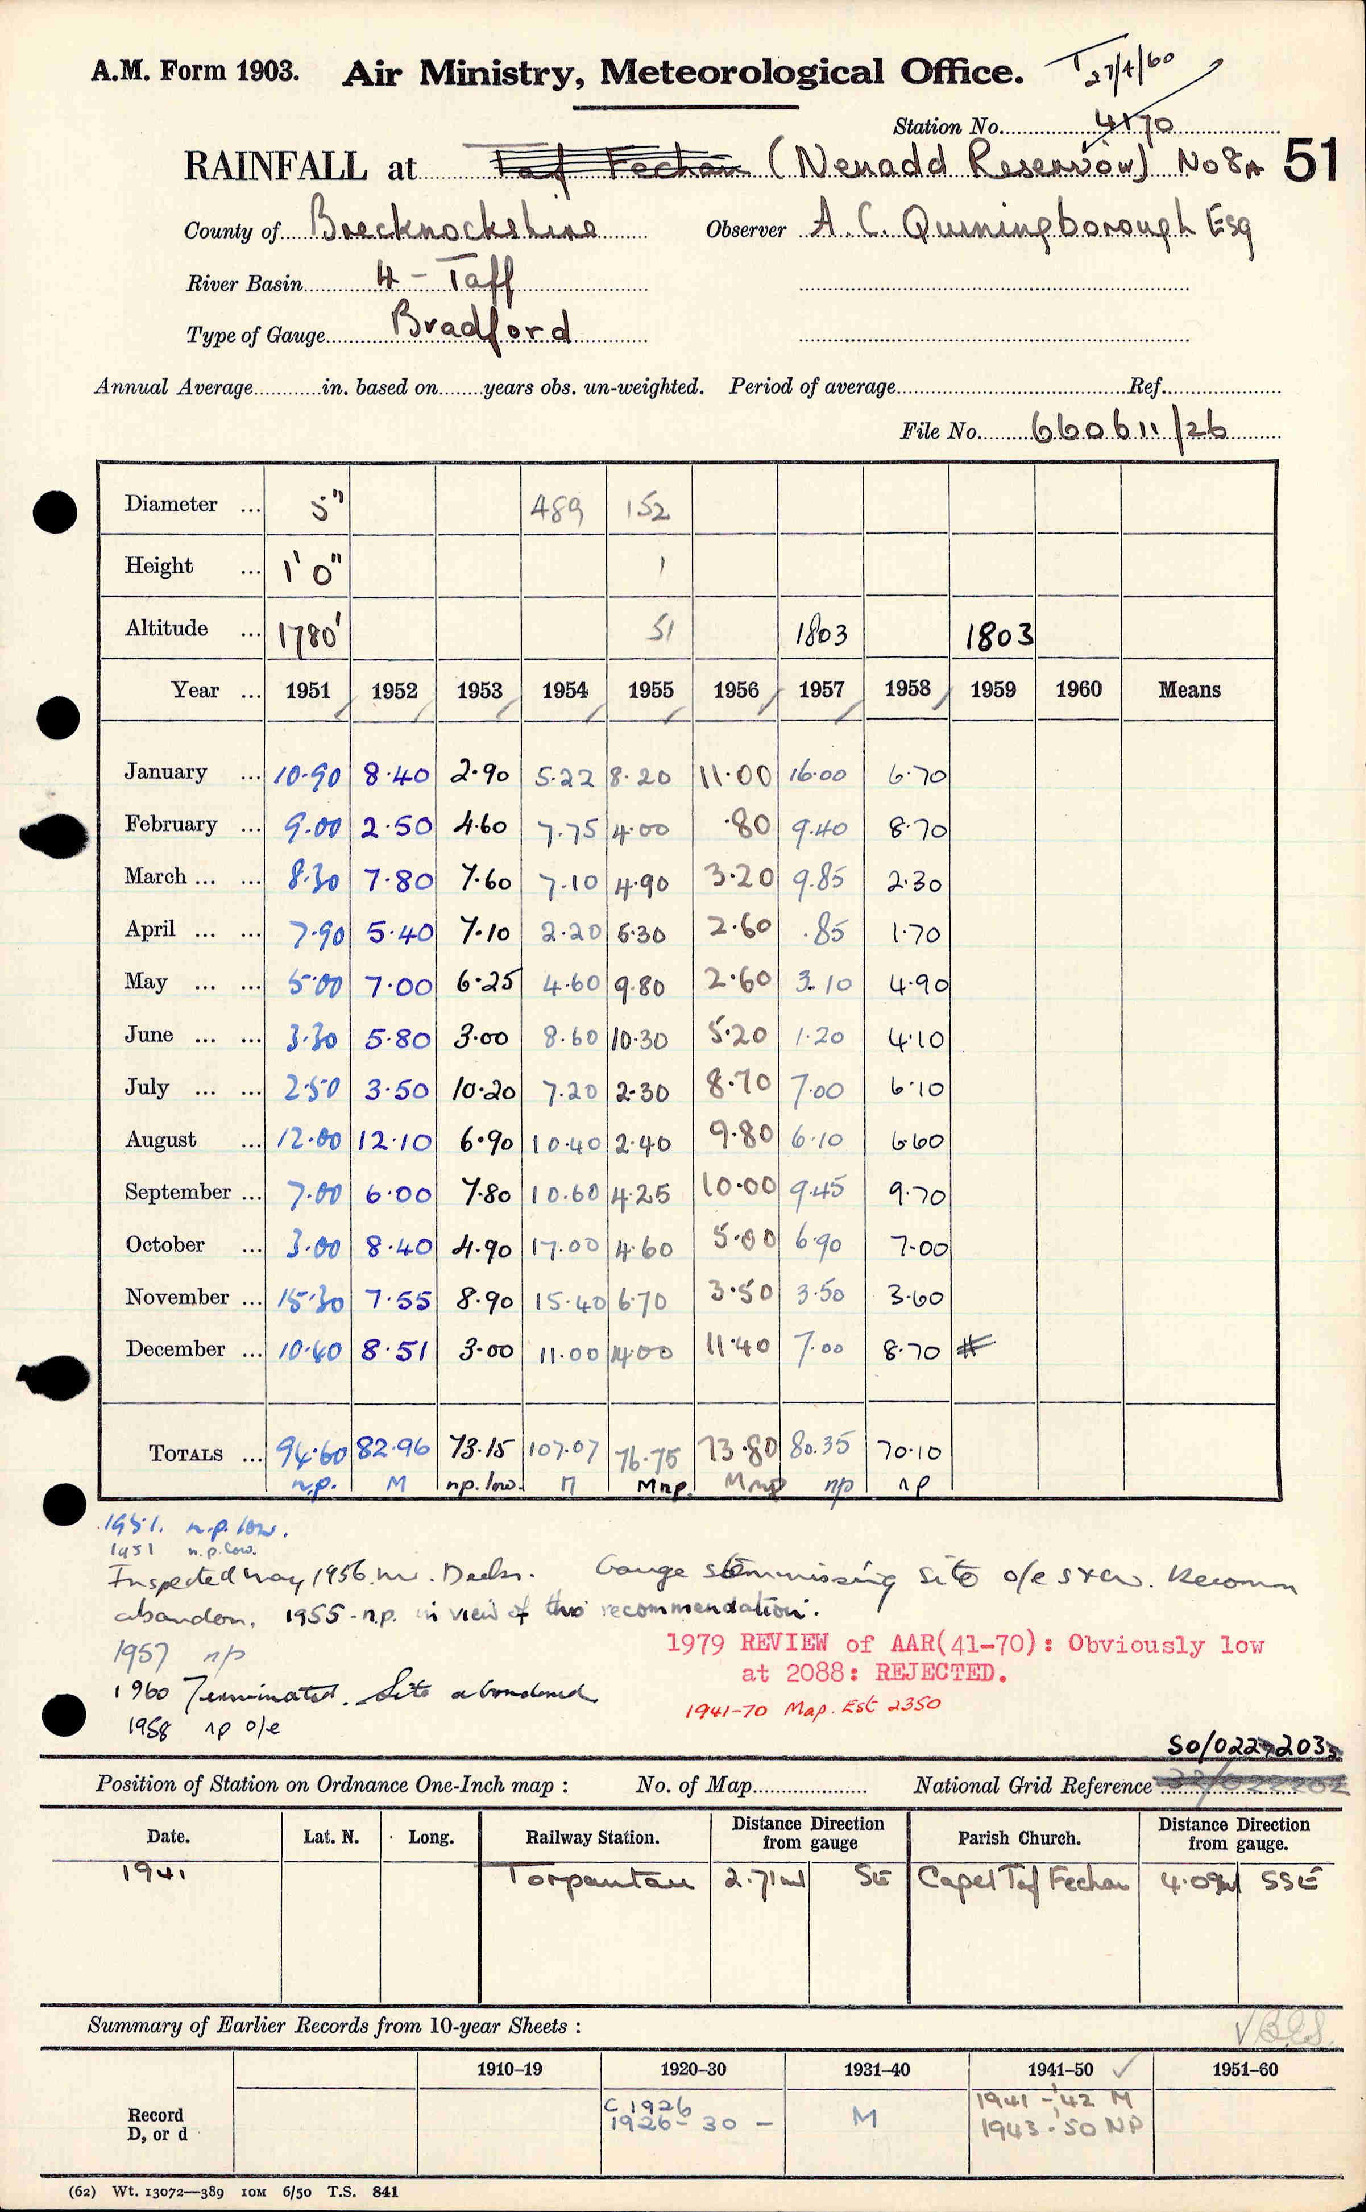 A.M. Form 1903. Air Ministry, Meteorological Office. T 27/4/60
Station No. 4170
RAINFALL at Taf Fechan (Nenadd Reservoir) No 8A 51
County of Brecknockshire Observer A. C. Quinningborough Esq
River Basin 4 - Taff
Type of Gauge Bradford
Annual Average in. based on years obs. un-weighted. Period of average Ref.
File No. 660611/26
Diameter ... 5" 489 152
Height ... 1' 0" 1
Altitude ... 1780' 51 1803 1803
Year ... 1951 1952 1953 1954 1955 1956 1957 1958 1959 1960 Means
January ... 10.90 8.40 2.90 5.22 8.20 11.00 16.00 6.70
February ... 9.00 2.50 4.60 7.75 4.00 .80 9.40 8.70
March ... ... 8.30 7.80 7.60 7.10 4.90 3.20 9.85 2.30
April ... ... 7.90 5.40 7.10 2.20 5.30 2.60 .85 1.70
May ... ... 5.00 7.00 6.25 4.60 9.80 2.60 3.10 4.90
June ... ... 3.30 5.80 3.00 8.60 10.30 5.20 1.20 4.10
July ... ... 2.50 3.50 10.20 7.20 2.30 8.70 7.00 6.10
August ... 12.00 12.10 6.90 10.40 2.40 9.80 6.10 6.60
September ... 7.00 6.00 7.80 10.60 4.25 10.00 9.45 9.70
October ... 3.00 8.40 4.90 17.00 4.60 5.00 6.90 7.00
November ... 15.30 7.55 8.90 15.40 6.70 3.50 3.50 3.60
December ... 10.40 8.51 3.00 11.00 14.00 11.40 7.00 8.70 #
TOTALS ... 94.60 82.96 73.15 107.07 76.75 73.80 80.35 70.10
n.p. M np. low. M Mnp. Mnp np np
1951. n.p. low.
1951 n.p. low.
Inspected May 1956 Gauge site o/e S+W. Recomm
abandon. 1955 - n.p. in view of this recommendation.
1957 np
1979 REVIEW of AAR(41-70): Obviously low
at 2088: REJECTED.
1960 Terminated. Site abandoned
1941-70 Map. Est 2350
1958 np o/e
SO/022 203
Position of Station on Ordnance One-Inch map : No. of Map National Grid Reference 32/022202
Date. Lat. N. Long. Railway Station. Distance Direction from gauge Parish Church. Distance Direction from gauge.
1941 Torpantau 2.71ml SE Capel Taf Fechan 4.09ml SSE
Summary of Earlier Records from 10-year Sheets :
1910–19 1920–30 1931–40 1941–50 ✓ 1951–60
Record D, or d
C 1926 M 1941 - '42 M
1926 - 30 - 1943 - 50 NP
(62) Wt. 13072—389 10M 6/50 T.S. 841